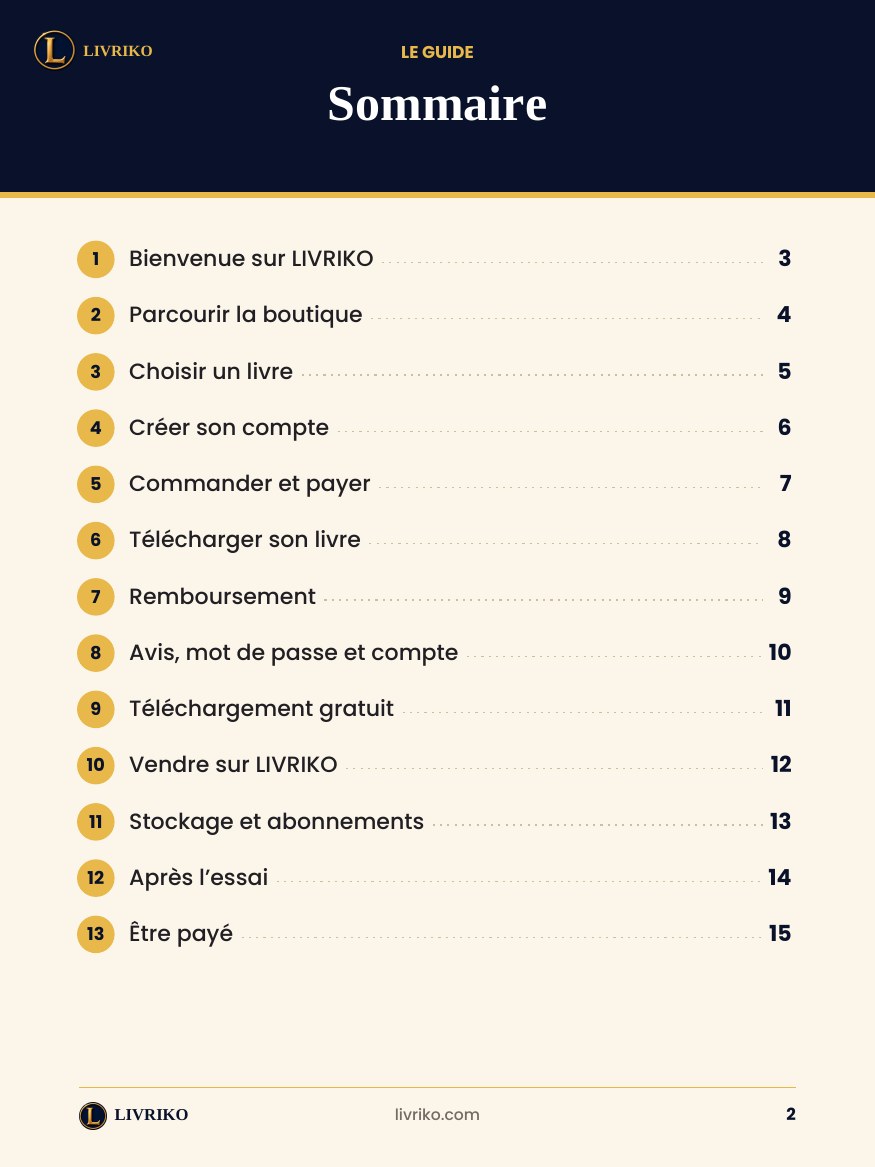 LIVRIKO
LE GUIDE
Sommaire
1 Bienvenue sur LIVRIKO 3
2 Parcourir la boutique 4
3 Choisir un livre 5
4 Créer son compte 6
5 Commander et payer 7
6 Télécharger son livre 8
7 Remboursement 9
8 Avis, mot de passe et compte 10
9 Téléchargement gratuit 11
10 Vendre sur LIVRIKO 12
11 Stockage et abonnements 13
12 Après l’essai 14
13 Être payé 15
L LIVRIKO livriko.com 2